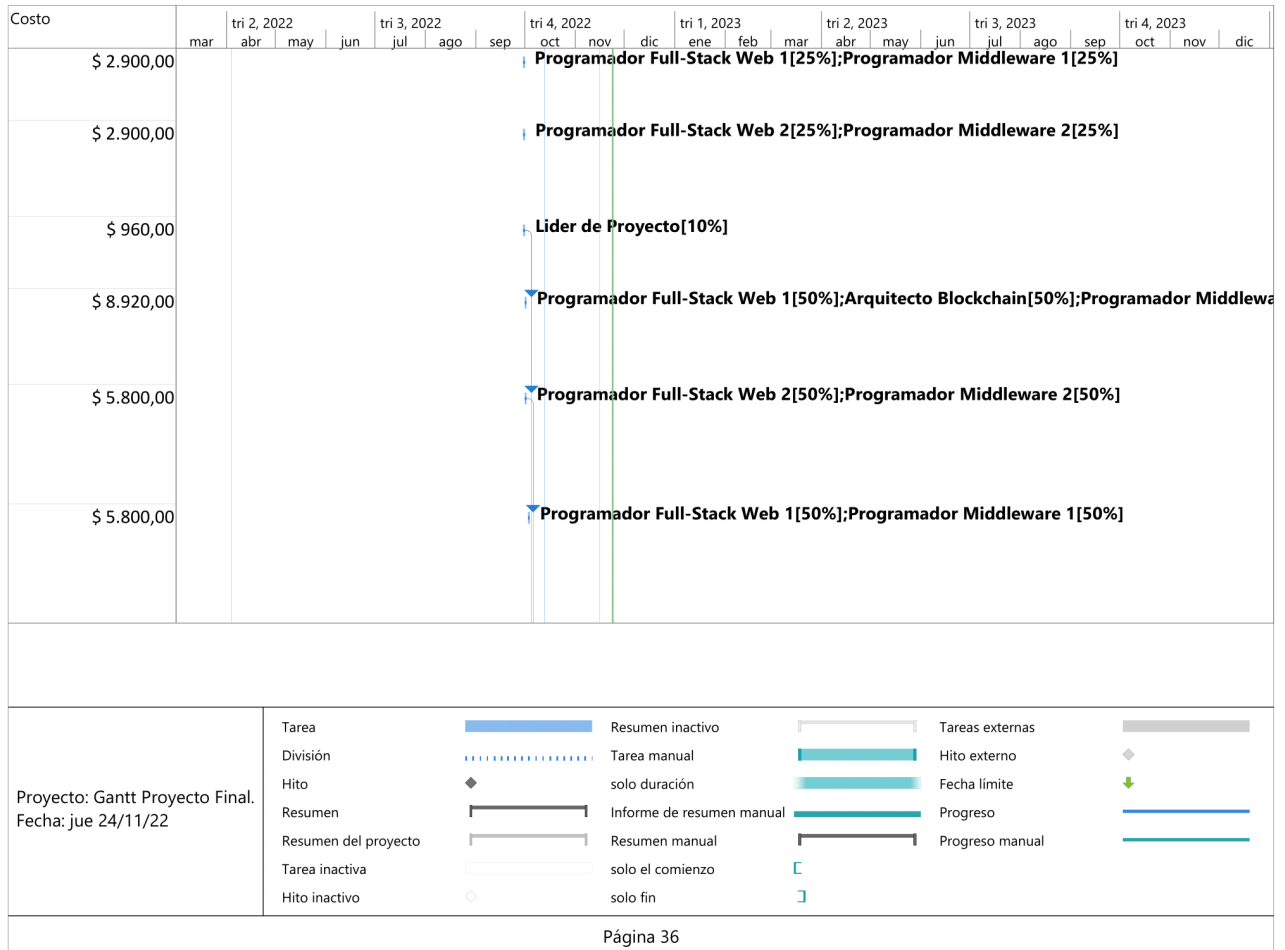 Costo
tri 2, 2022 tri 3, 2022 tri 4, 2022 tri 1, 2023 tri 2, 2023 tri 3, 2023 tri 4, 2023
mar abr may jun jul ago sep oct nov dic ene feb mar abr may jun jul ago sep oct nov dic
$ 2.900,00 Programador Full-Stack Web 1[25%];Programador Middleware 1[25%]
$ 2.900,00 Programador Full-Stack Web 2[25%];Programador Middleware 2[25%]
$ 960,00 Lider de Proyecto[10%]
$ 8.920,00 Programador Full-Stack Web 1[50%];Arquitecto Blockchain[50%];Programador Middlewa
$ 5.800,00 Programador Full-Stack Web 2[50%];Programador Middleware 2[50%]
$ 5.800,00 Programador Full-Stack Web 1[50%];Programador Middleware 1[50%]
Proyecto: Gantt Proyecto Final.
Fecha: jue 24/11/22
Tarea Resumen inactivo Tareas externas
División Tarea manual Hito externo
Hito solo duración Fecha límite
Resumen Informe de resumen manual Progreso
Resumen del proyecto Resumen manual Progreso manual
Tarea inactiva solo el comienzo
Hito inactivo solo fin
Página 36